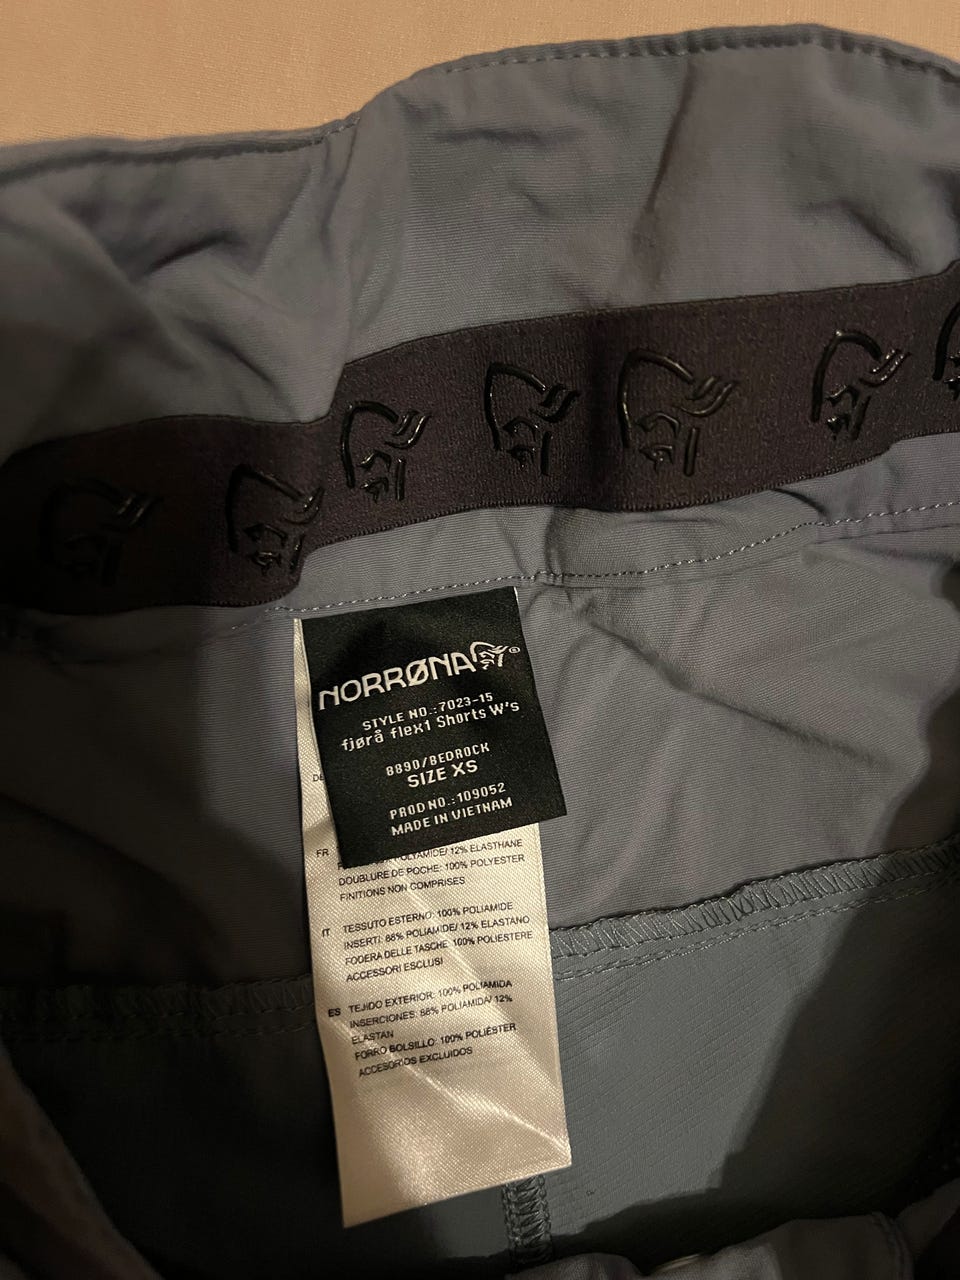 NORRØNA®
STYLE NO.:7023-15
fjørå flex1 Shorts W's
8890/BEDROCK
SIZE XS
PROD NO.:109052
MADE IN VIETNAM
FR
12% ELASTHANE
DOUBLURE DE POCHE: 100% POLYESTER
FINITIONS NON COMPRISES
IT TESSUTO ESTERNO: 100% POLIAMIDE
INSERTI: 88% POLIAMIDE/ 12% ELASTANO
FODERA DELLE TASCHE: 100% POLIESTERE
ACCESSORI ESCLUSI
ES TEJIDO EXTERIOR: 100% POLIAMIDA
INSERCIONES: 88% POLIAMIDA/ 12%
ELASTAN
FORRO BOLSILLO: 100% POLIÉSTER
ACCESORIOS EXCLUIDOS